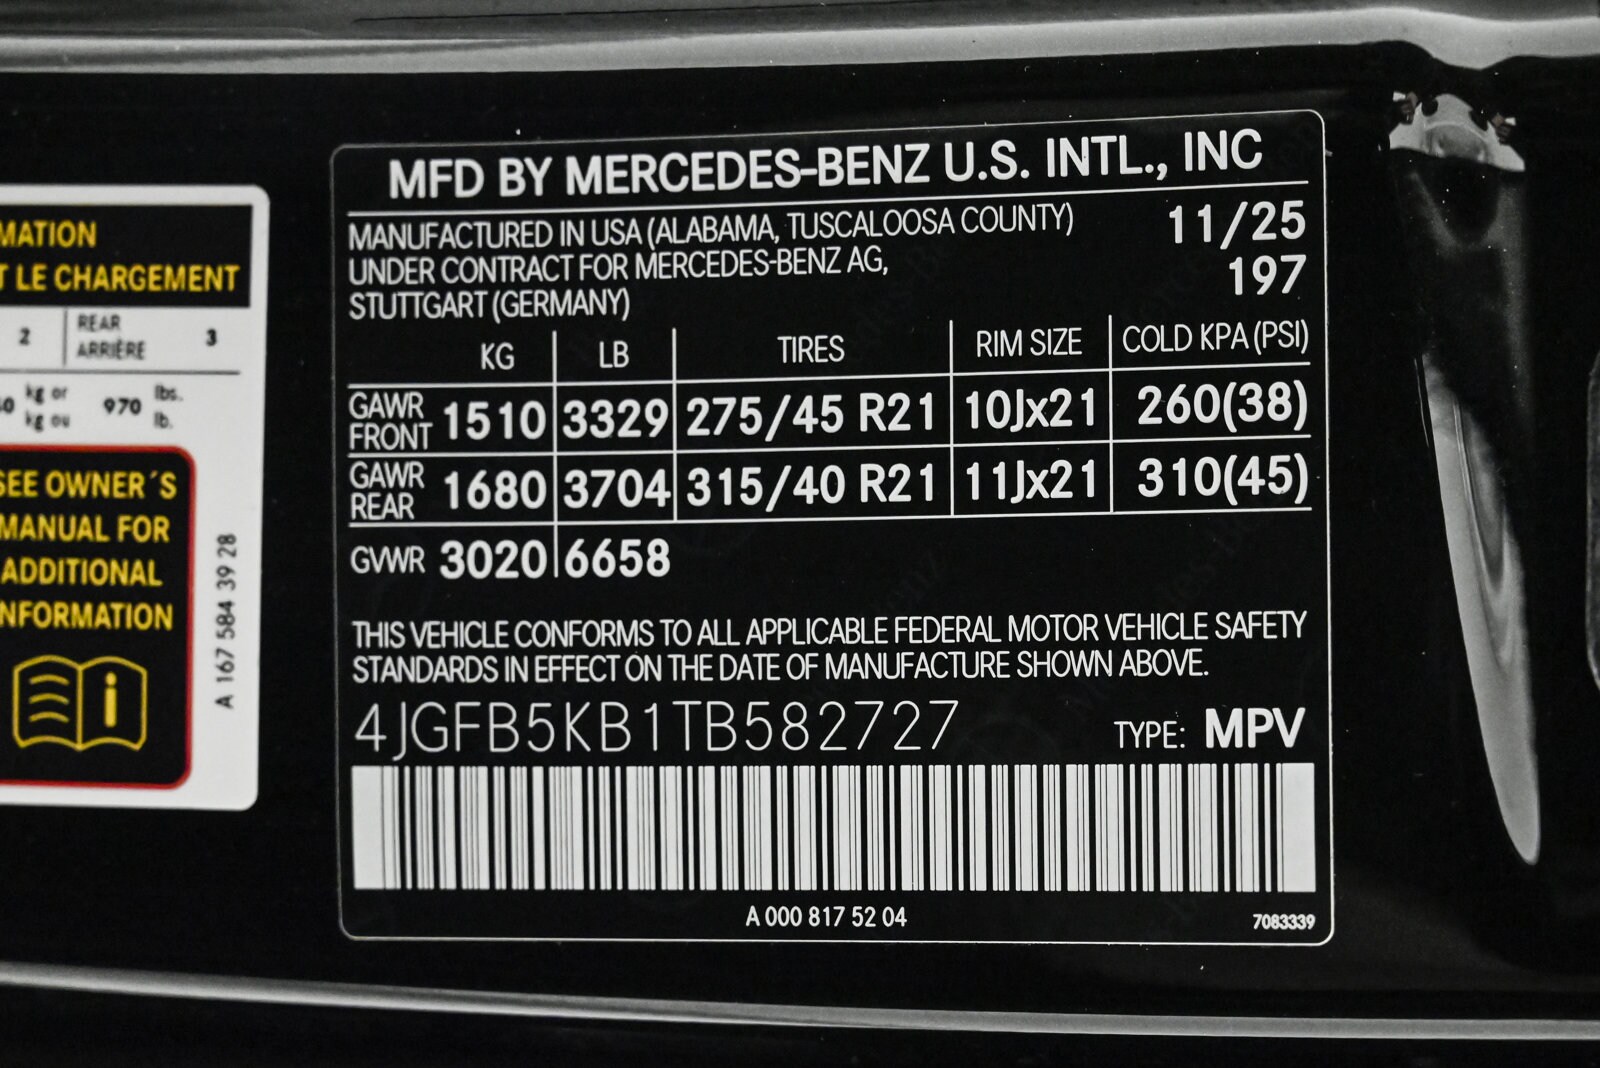 MATION
T LE CHARGEMENT
2 REAR ARRIÈRE 3
kg or kg ou 970 lbs. lb.
SEE OWNER´S
MANUAL FOR
ADDITIONAL
INFORMATION
A 167 584 39 28
MFD BY MERCEDES-BENZ U.S. INTL., INC
MANUFACTURED IN USA (ALABAMA, TUSCALOOSA COUNTY) 11/25
UNDER CONTRACT FOR MERCEDES-BENZ AG, 197
STUTTGART (GERMANY)
KG LB TIRES RIM SIZE COLD KPA (PSI)
GAWR FRONT 1510 3329 275/45 R21 10Jx21 260(38)
GAWR REAR 1680 3704 315/40 R21 11Jx21 310(45)
GVWR 3020 6658
THIS VEHICLE CONFORMS TO ALL APPLICABLE FEDERAL MOTOR VEHICLE SAFETY
STANDARDS IN EFFECT ON THE DATE OF MANUFACTURE SHOWN ABOVE.
4JGFB5KB1TB582727 TYPE: MPV
A 000 817 52 04 7083339